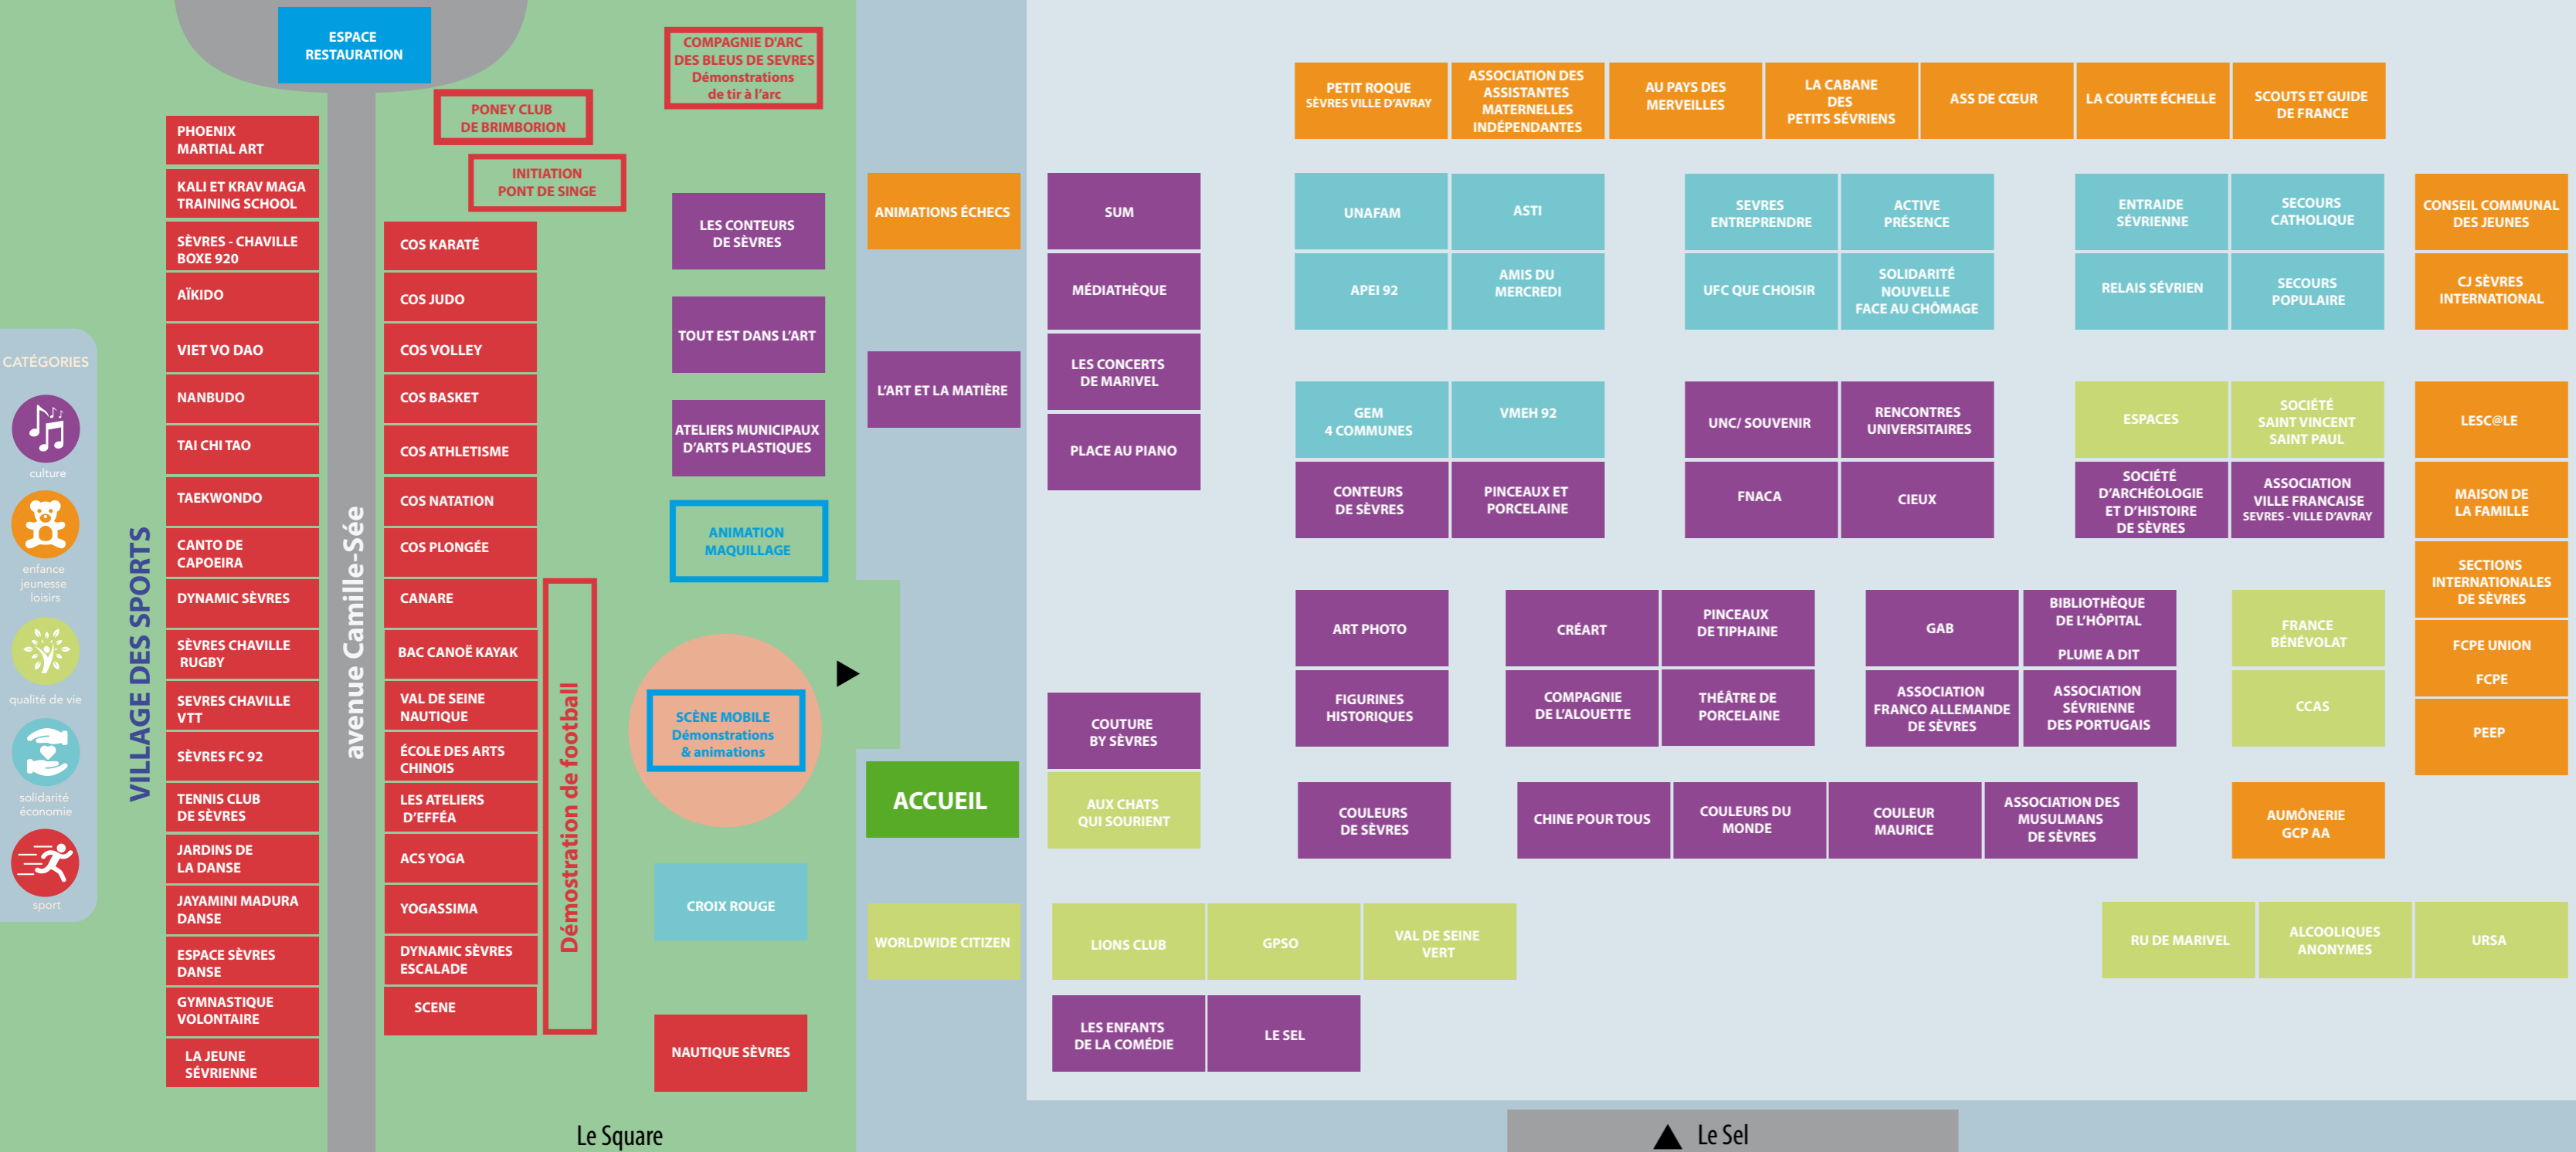 ESPACE
RESTAURATION
COMPAGNIE D'ARC
DES BLEUS DE SEVRES
Démonstrations
de tir à l'arc
PONEY CLUB
DE BRIMBORION
INITIATION
PONT DE SINGE
CATÉGORIES
culture
enfance
jeunesse
loisirs
qualité de vie
solidarité
économie
sport
VILLAGE DES SPORTS
PHOENIX
MARTIAL ART
KALI ET KRAV MAGA
TRAINING SCHOOL
SÈVRES - CHAVILLE
BOXE 920
AÏKIDO
VIET VO DAO
NANBUDO
TAI CHI TAO
TAEKWONDO
CANTO DE
CAPOEIRA
DYNAMIC SÈVRES
SÈVRES CHAVILLE
RUGBY
SEVRES CHAVILLE
VTT
SÈVRES FC 92
TENNIS CLUB
DE SÈVRES
JARDINS DE
LA DANSE
JAYAMINI MADURA
DANSE
ESPACE SÈVRES
DANSE
GYMNASTIQUE
VOLONTAIRE
LA JEUNE
SÉVRIENNE
avenue Camille-Sée
COS KARATÉ
COS JUDO
COS VOLLEY
COS BASKET
COS ATHLETISME
COS NATATION
COS PLONGÉE
CANARE
BAC CANOË KAYAK
VAL DE SEINE
NAUTIQUE
ÉCOLE DES ARTS
CHINOIS
LES ATELIERS
D'EFFÉA
ACS YOGA
YOGASSIMA
DYNAMIC SÈVRES
ESCALADE
SCENE
Démostration de football
LES CONTEURS
DE SÈVRES
TOUT EST DANS L'ART
ATELIERS MUNICIPAUX
D'ARTS PLASTIQUES
ANIMATION
MAQUILLAGE
SCÈNE MOBILE
Démonstrations
& animations
CROIX ROUGE
NAUTIQUE SÈVRES
Le Square
ANIMATIONS ÉCHECS
L'ART ET LA MATIÈRE
ACCUEIL
WORLDWIDE CITIZEN
SUM
MÉDIATHÈQUE
LES CONCERTS
DE MARIVEL
PLACE AU PIANO
COUTURE
BY SÈVRES
AUX CHATS
QUI SOURIENT
LIONS CLUB
GPSO
VAL DE SEINE
VERT
LES ENFANTS
DE LA COMÉDIE
LE SEL
PETIT ROQUE
SÈVRES VILLE D'AVRAY
ASSOCIATION DES
ASSISTANTES
MATERNELLES
INDÉPENDANTES
AU PAYS DES
MERVEILLES
LA CABANE
DES
PETITS SÉVRIENS
ASS DE CŒUR
LA COURTE ÉCHELLE
SCOUTS ET GUIDE
DE FRANCE
UNAFAM
ASTI
APEI 92
AMIS DU
MERCREDI
SEVRES
ENTREPRENDRE
ACTIVE
PRÉSENCE
UFC QUE CHOISIR
SOLIDARITÉ
NOUVELLE
FACE AU CHÔMAGE
ENTRAIDE
SÉVRIENNE
SECOURS
CATHOLIQUE
RELAIS SÉVRIEN
SECOURS
POPULAIRE
CONSEIL COMMUNAL
DES JEUNES
CJ SÈVRES
INTERNATIONAL
GEM
4 COMMUNES
VMEH 92
CONTEURS
DE SÈVRES
PINCEAUX ET
PORCELAINE
UNC/ SOUVENIR
RENCONTRES
UNIVERSITAIRES
FNACA
CIEUX
ESPACES
SOCIÉTÉ
SAINT VINCENT
SAINT PAUL
SOCIÉTÉ
D'ARCHÉOLOGIE
ET D'HISTOIRE
DE SÈVRES
ASSOCIATION
VILLE FRANCAISE
SEVRES - VILLE D'AVRAY
LESC@LE
MAISON DE
LA FAMILLE
SECTIONS
INTERNATIONALES
DE SÈVRES
FCPE UNION
FCPE
PEEP
ART PHOTO
FIGURINES
HISTORIQUES
CRÉART
PINCEAUX
DE TIPHAINE
COMPAGNIE
DE L'ALOUETTE
THÉÂTRE DE
PORCELAINE
GAB
BIBLIOTHÈQUE
DE L'HÔPITAL
PLUME A DIT
ASSOCIATION
FRANCO ALLEMANDE
DE SÈVRES
ASSOCIATION
SÉVRIENNE
DES PORTUGAIS
FRANCE
BÉNÉVOLAT
CCAS
COULEURS
DE SÈVRES
CHINE POUR TOUS
COULEURS DU
MONDE
COULEUR
MAURICE
ASSOCIATION DES
MUSULMANS
DE SÈVRES
AUMÔNERIE
GCP AA
RU DE MARIVEL
ALCOOLIQUES
ANONYMES
URSA
Le Sel